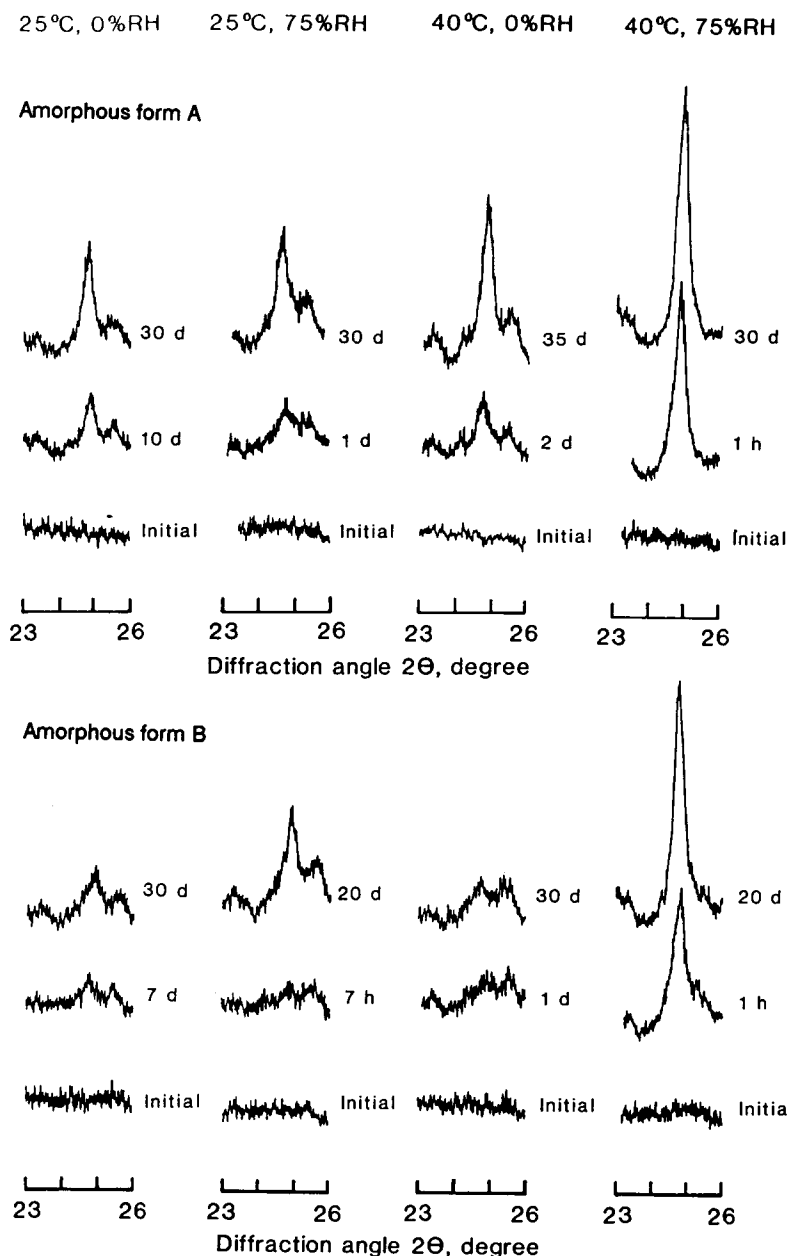 25°C, 0%RH 25°C, 75%RH 40°C, 0%RH 40°C, 75%RH
Amorphous form A
30 d 30 d 35 d 30 d
10 d 1 d 2 d 1 h
Initial Initial Initial Initial
23 26 23 26 23 26 23 26
Diffraction angle 2Θ, degree
Amorphous form B
30 d 20 d 30 d 20 d
7 d 7 h 1 d 1 h
Initial Initial Initial Initia
23 26 23 26 23 26 23 26
Diffraction angle 2Θ, degree